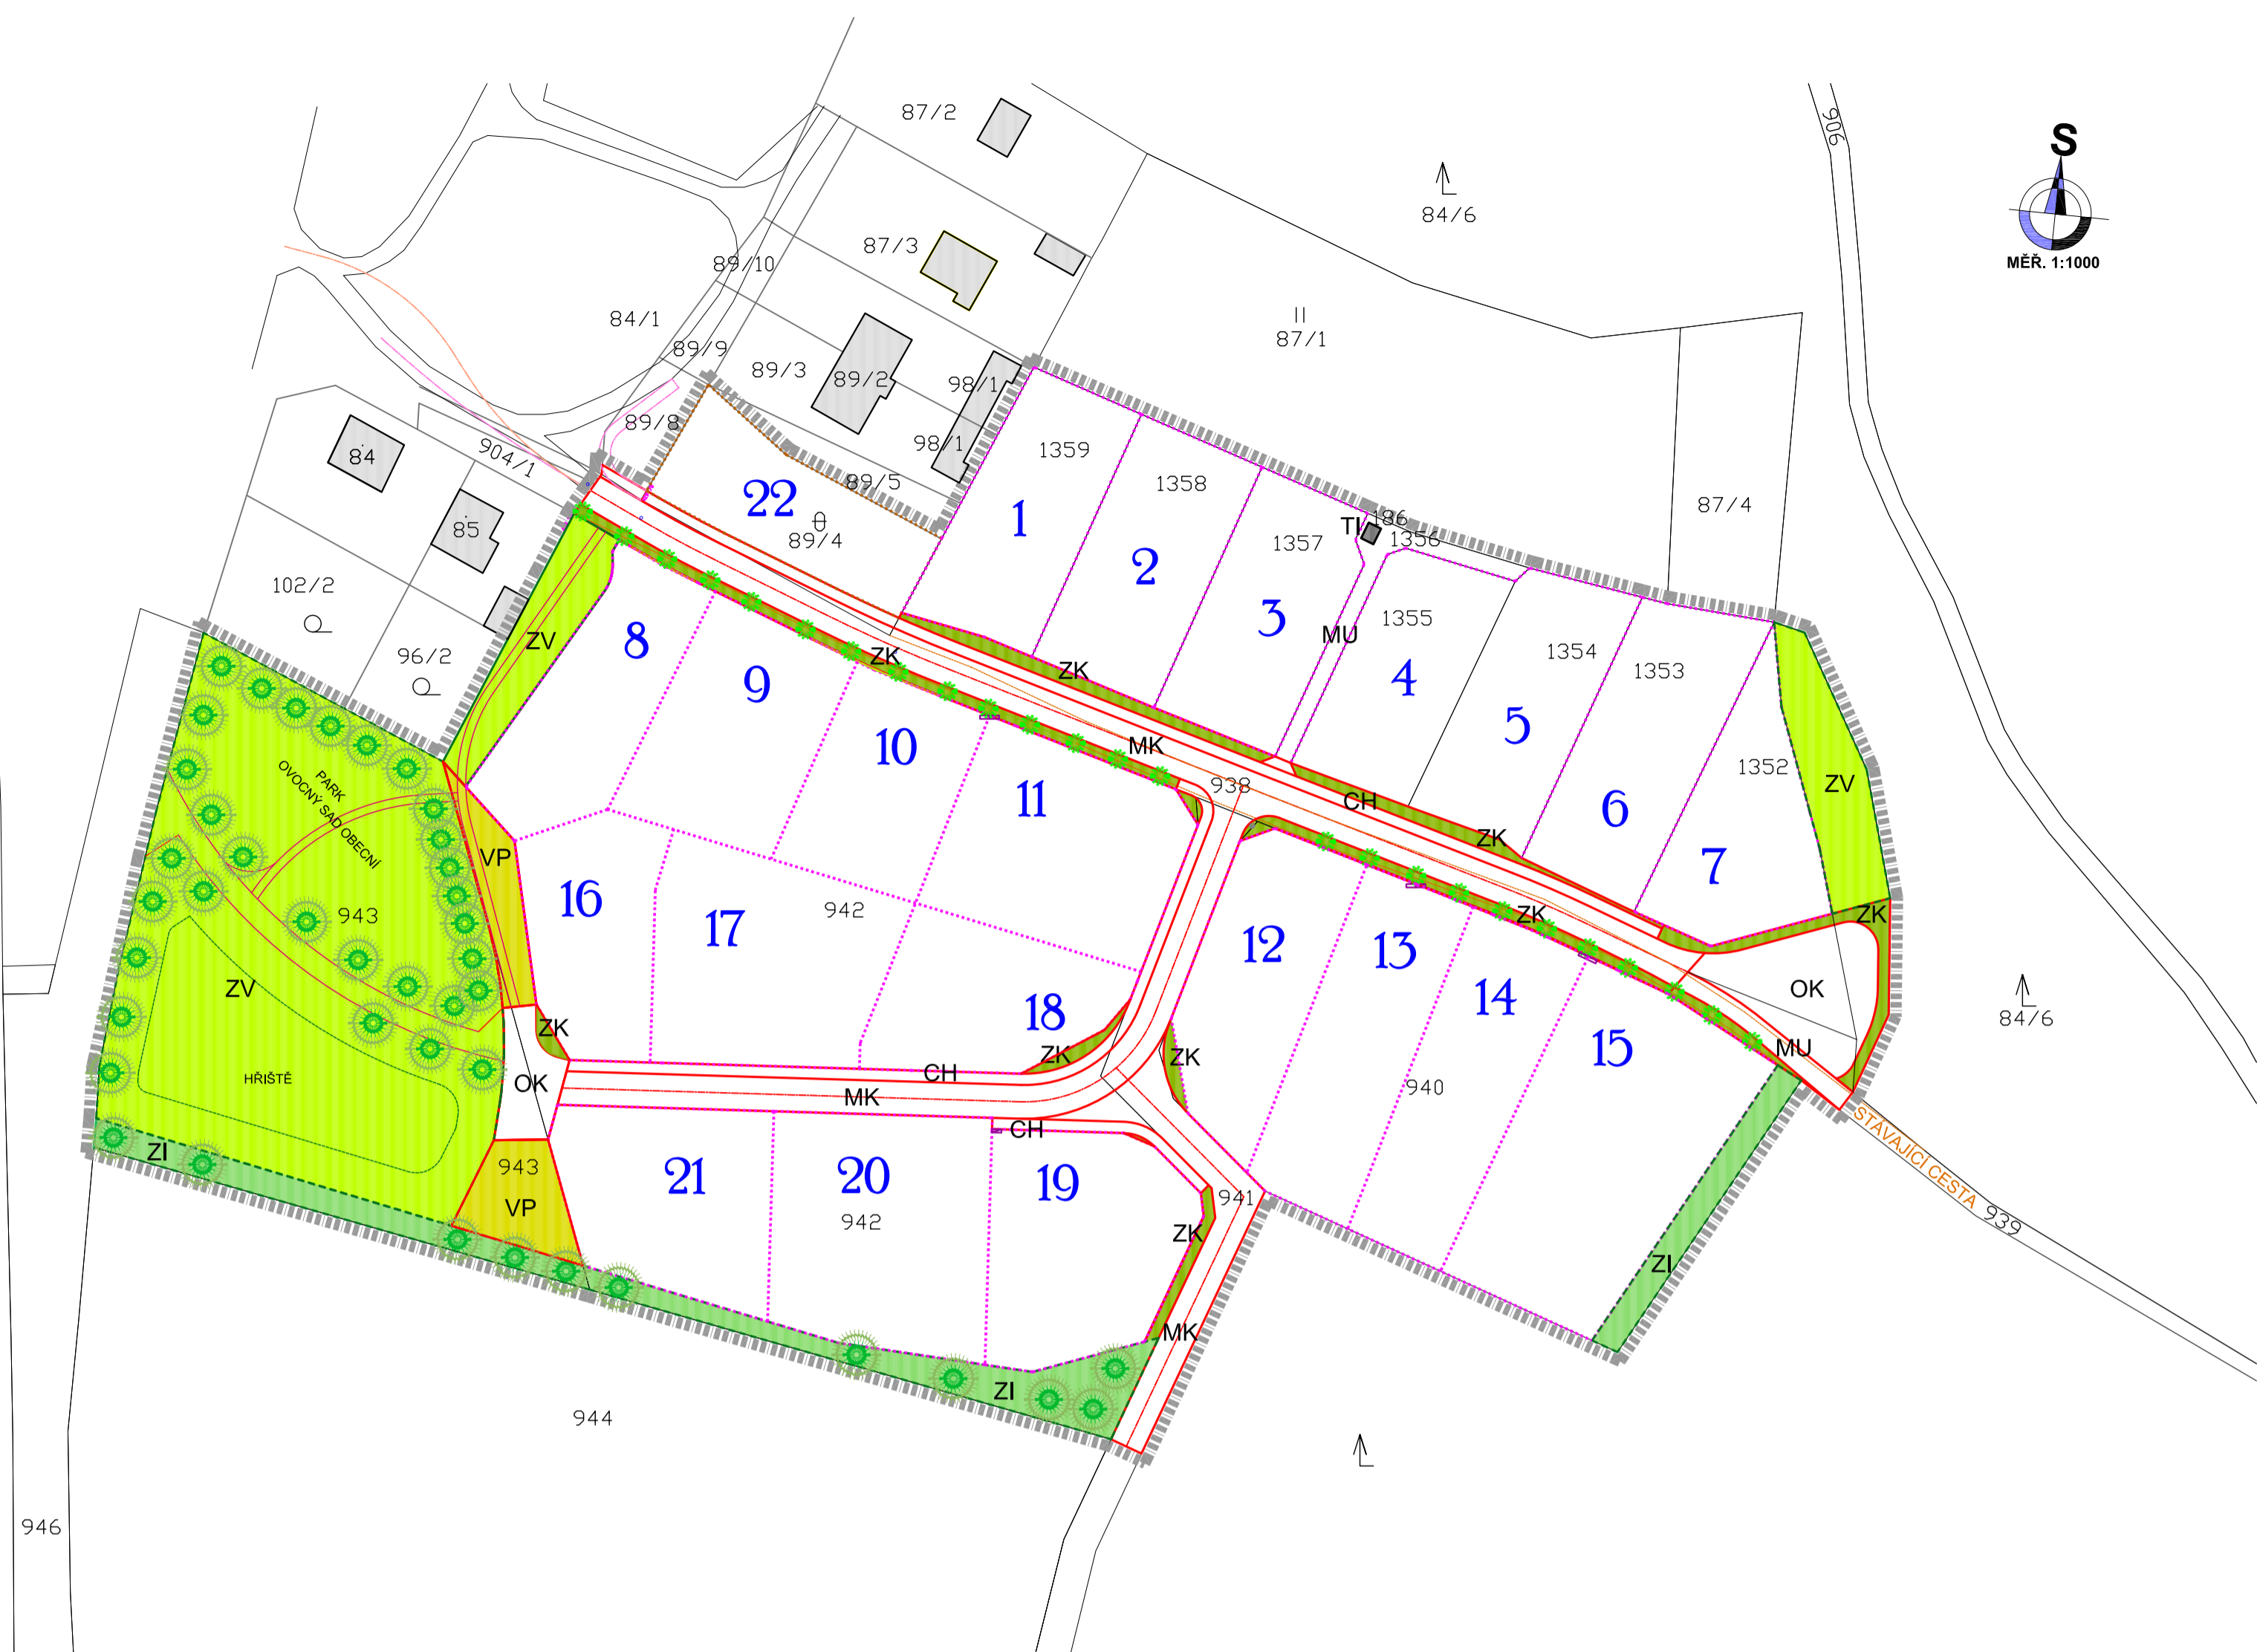 87/2
906
S
MĚŘ. 1:1000
84/6
87/3
89/10
84/1
87/1
89/9
89/3
89/2
98/1
89/8
84
904/1
98/1
89/5
1359
1358
22
89/4
1
87/4
TI
186
1356
1357
85
2
102/2
96/2
ZV
8
9
ZK
ZK
3
MU
1355
4
1354
1353
5
10
MK
PARK
OVOCNÝ SAD OBECNÍ
11
938
CH
ZK
6
1352
ZV
VP
7
16
17
942
943
12
13
ZK
ZK
14
ZV
18
OK
84/6
ZK
ZK
ZK
15
MU
HŘIŠTĚ
OK
CH
MK
940
CH
STÁVAJÍCÍ CESTA
939
ZI
943
21
20
19
VP
942
941
ZK
ZI
MK
ZI
944
946